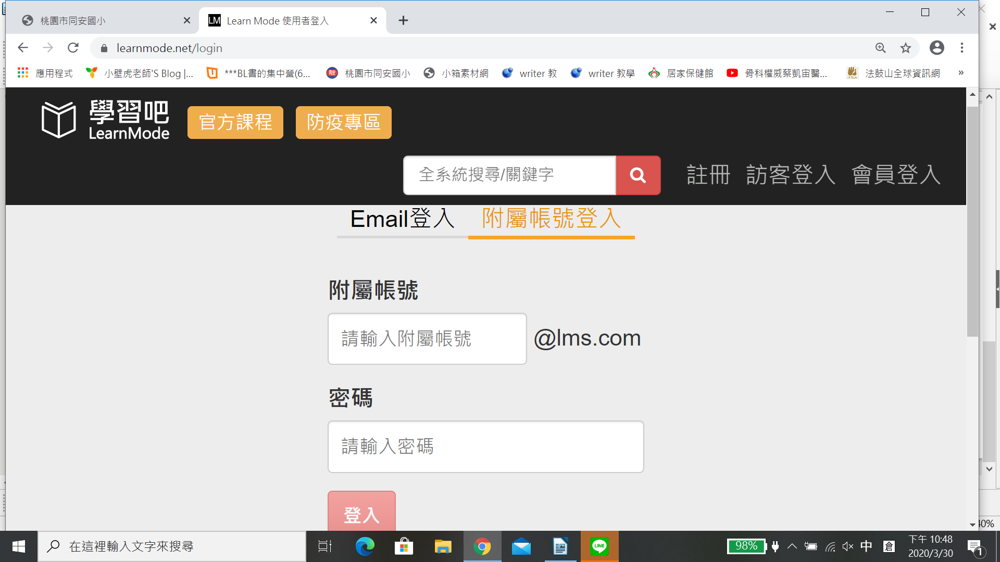 桃園市同安國小
Learn Mode 使用者登入
learnmode.net/login
應用程式
小壁虎老師'S Blog |...
***BL書的集中營(6...
桃園市同安國小
小箱素材網
writer 教
writer 教學
居家保健館
骨科權威蔡凱宙醫...
法鼓山全球資訊網
»
學習吧
LearnMode
官方課程
防疫專區
全系統搜尋/關鍵字
註冊
訪客登入
會員登入
Email登入
附屬帳號登入
附屬帳號
請輸入附屬帳號
@lms.com
密碼
請輸入密碼
登入
40%
在這裡輸入文字來搜尋
LINE
98%
中
倉
下午 10:48
2020/3/30
1